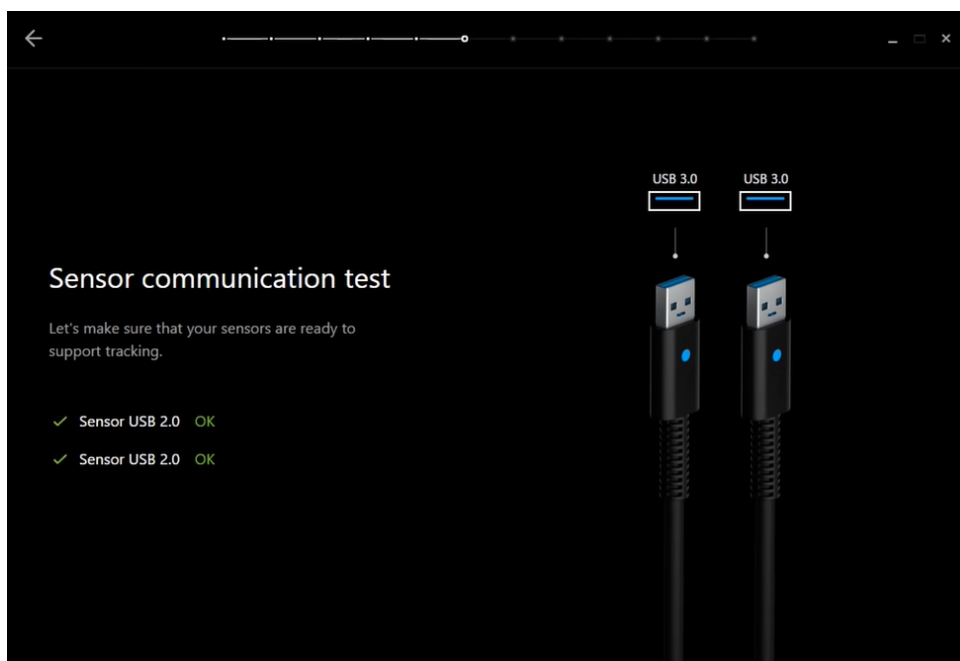 USB 3.0 USB 3.0
Sensor communication test
Let's make sure that your sensors are ready to
support tracking.
Sensor USB 2.0 OK
Sensor USB 2.0 OK